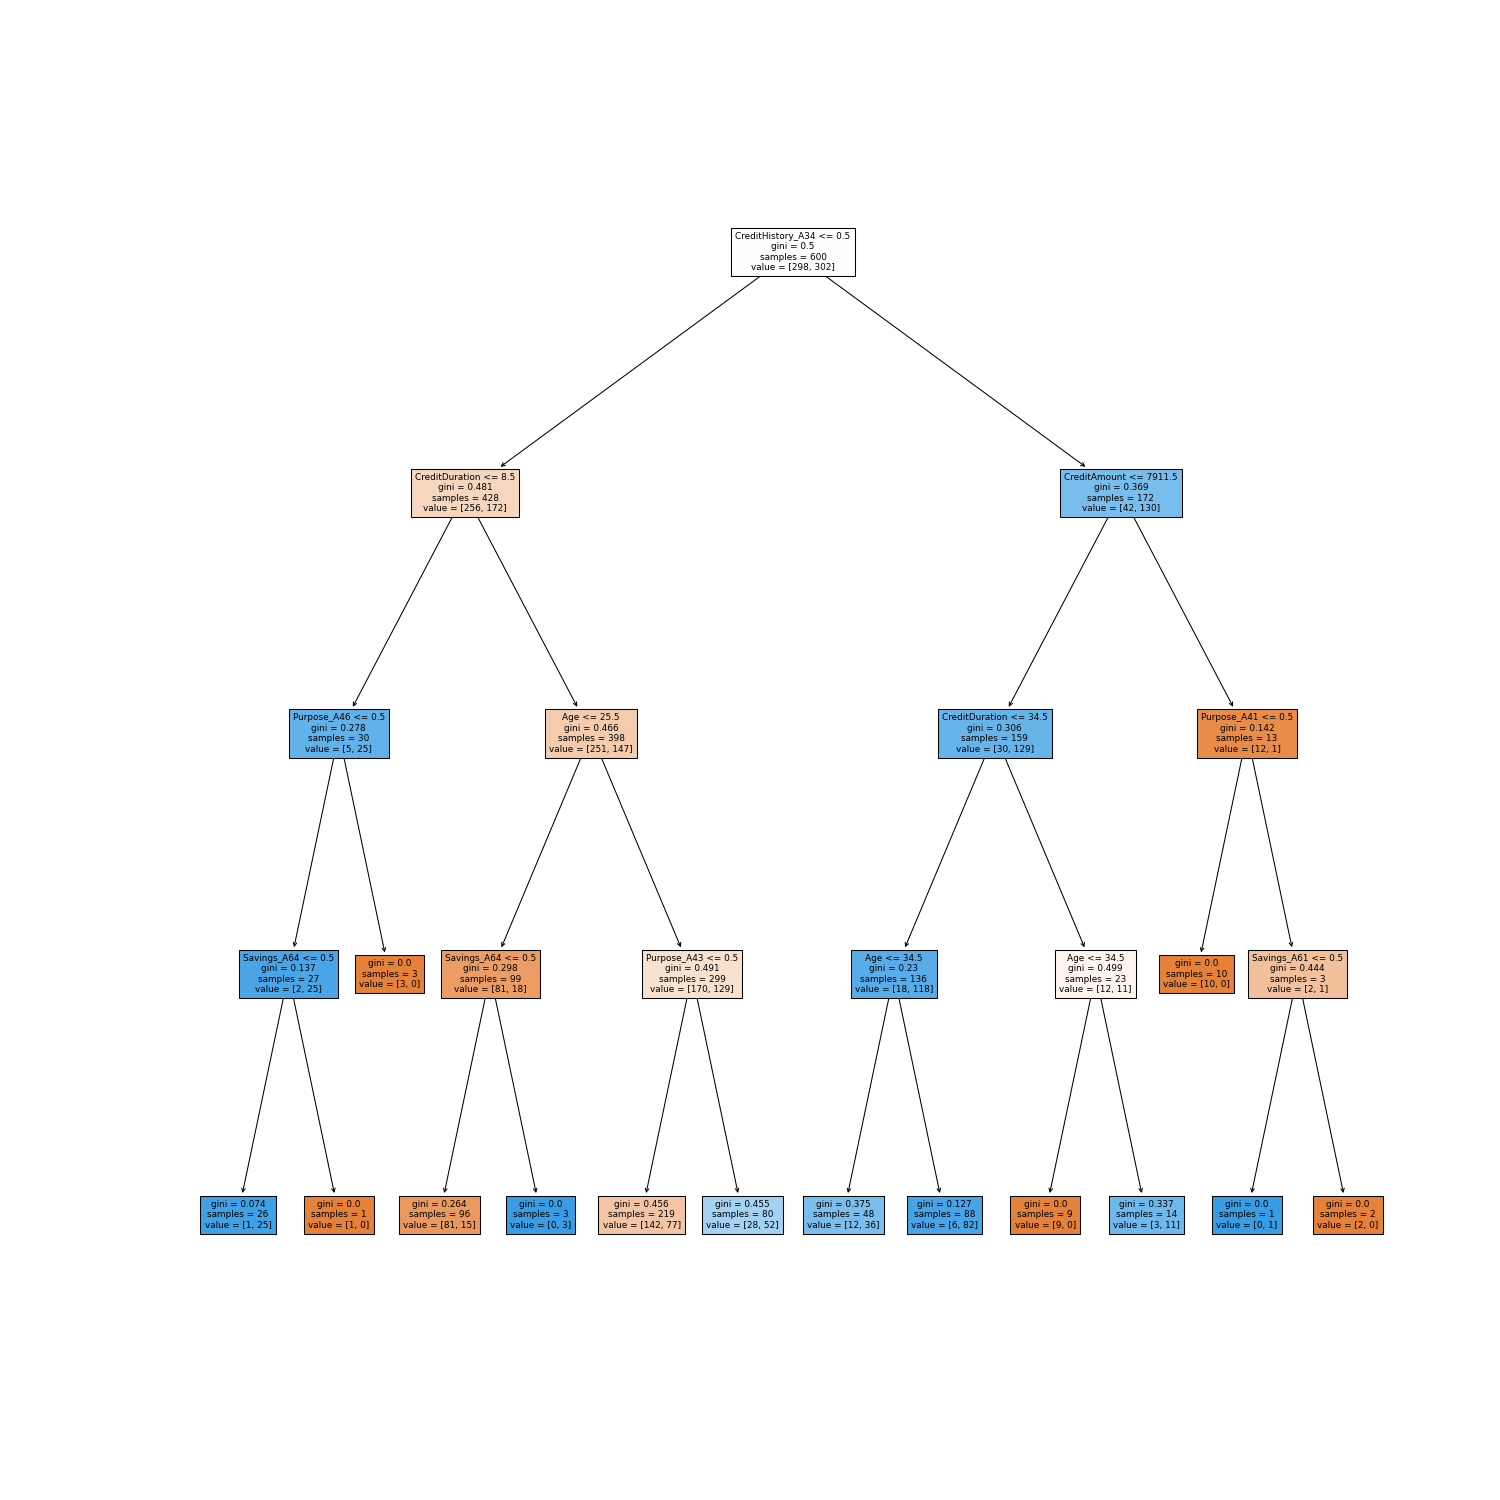 CreditHistory_A34 <= 0.5
gini = 0.5
samples = 600
value = [298, 302]
CreditDuration <= 8.5
gini = 0.481
samples = 428
value = [256, 172]
CreditAmount <= 7911.5
gini = 0.369
samples = 172
value = [42, 130]
Purpose_A46 <= 0.5
gini = 0.278
samples = 30
value = [5, 25]
Age <= 25.5
gini = 0.466
samples = 398
value = [251, 147]
CreditDuration <= 34.5
gini = 0.306
samples = 159
value = [30, 129]
Purpose_A41 <= 0.5
gini = 0.142
samples = 13
value = [12, 1]
Savings_A64 <= 0.5
gini = 0.137
samples = 27
value = [2, 25]
gini = 0.0
samples = 3
value = [3, 0]
Savings_A64 <= 0.5
gini = 0.298
samples = 99
value = [81, 18]
Purpose_A43 <= 0.5
gini = 0.491
samples = 299
value = [170, 129]
Age <= 34.5
gini = 0.23
samples = 136
value = [18, 118]
Age <= 34.5
gini = 0.499
samples = 23
value = [12, 11]
gini = 0.0
samples = 10
value = [10, 0]
Savings_A61 <= 0.5
gini = 0.444
samples = 3
value = [2, 1]
gini = 0.074
samples = 26
value = [1, 25]
gini = 0.0
samples = 1
value = [1, 0]
gini = 0.264
samples = 96
value = [81, 15]
gini = 0.0
samples = 3
value = [0, 3]
gini = 0.456
samples = 219
value = [142, 77]
gini = 0.455
samples = 80
value = [28, 52]
gini = 0.375
samples = 48
value = [12, 36]
gini = 0.127
samples = 88
value = [6, 82]
gini = 0.0
samples = 9
value = [9, 0]
gini = 0.337
samples = 14
value = [3, 11]
gini = 0.0
samples = 1
value = [0, 1]
gini = 0.0
samples = 2
value = [2, 0]